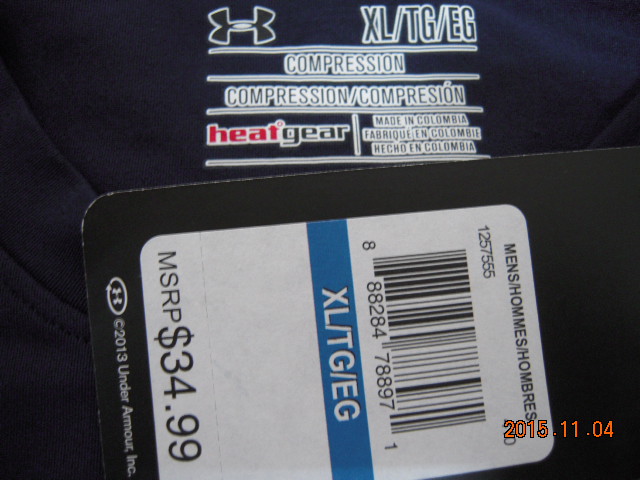 XL/TG/EG
COMPRESSION
COMPRESSION/COMPRESIÓN
heatgear
MADE IN COLOMBIA
FABRIQUÉ EN COLOMBIE
HECHO EN COLOMBIA
MENS/HOMMES/HOMBRES
1257555
8 88284 78897 1
XL/TG/EG
MSRP $34.99
©2013 Under Armour, Inc.
2015.11.04